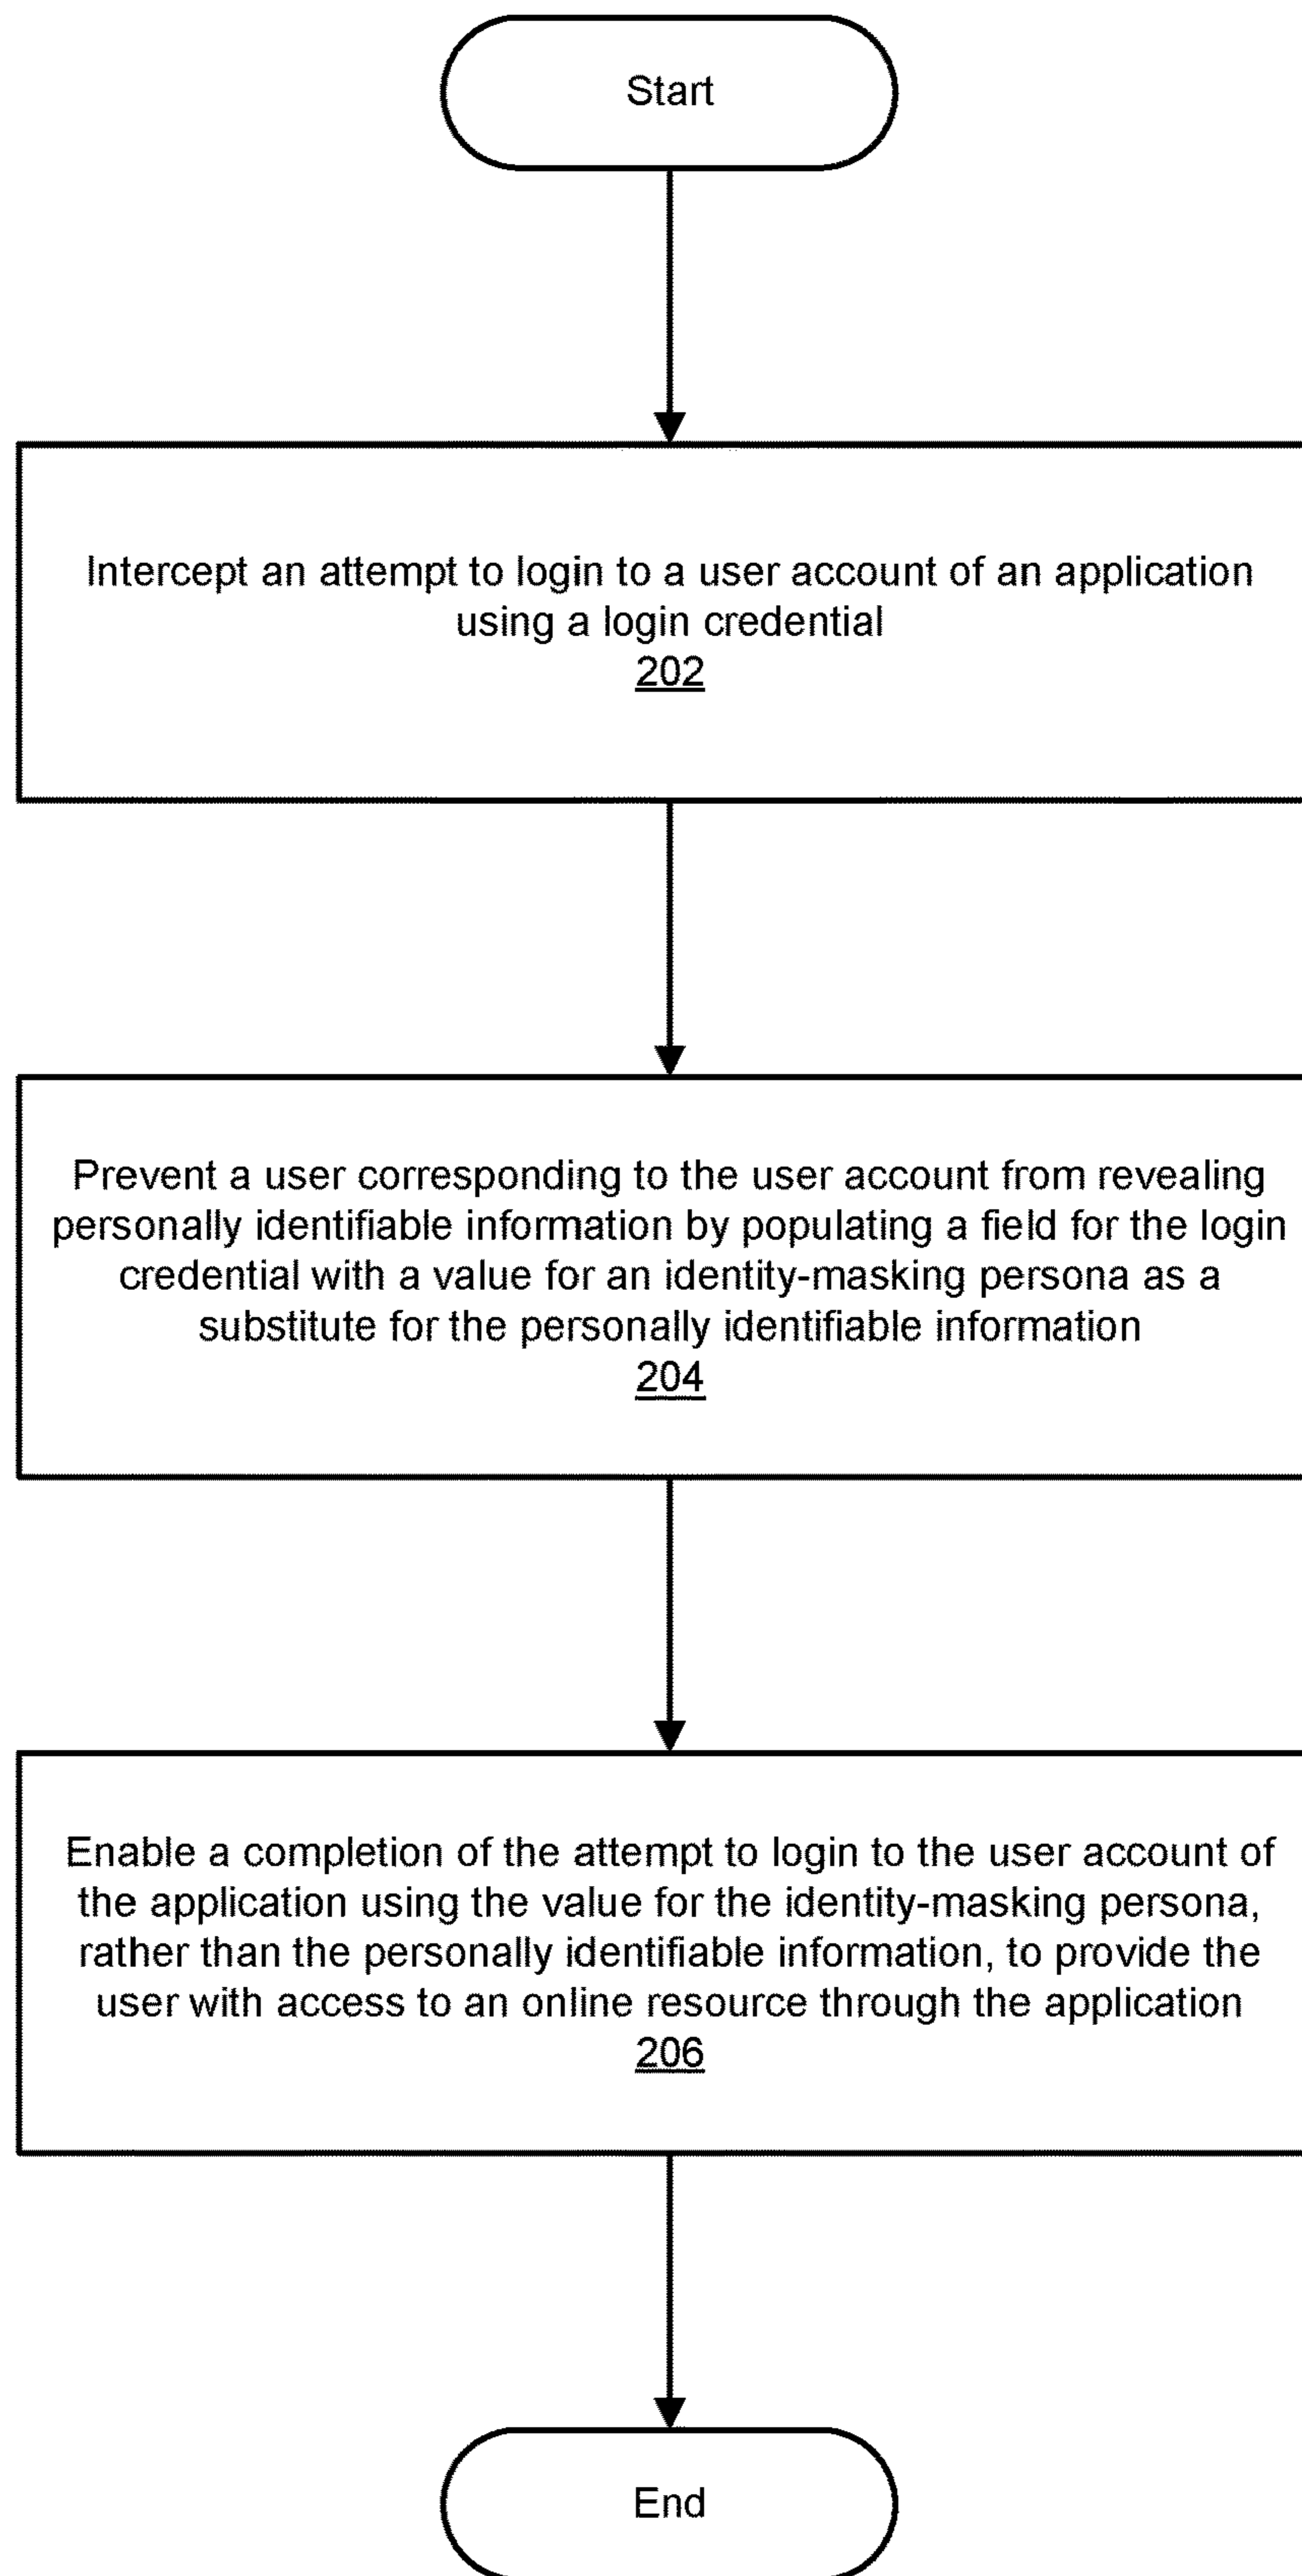 Start
Intercept an attempt to login to a user account of an application
using a login credential
202
Prevent a user corresponding to the user account from revealing
personally identifiable information by populating a field for the login
credential with a value for an identity-masking persona as a
substitute for the personally identifiable information
204
Enable a completion of the attempt to login to the user account of
the application using the value for the identity-masking persona,
rather than the personally identifiable information, to provide the
user with access to an online resource through the application
206
End